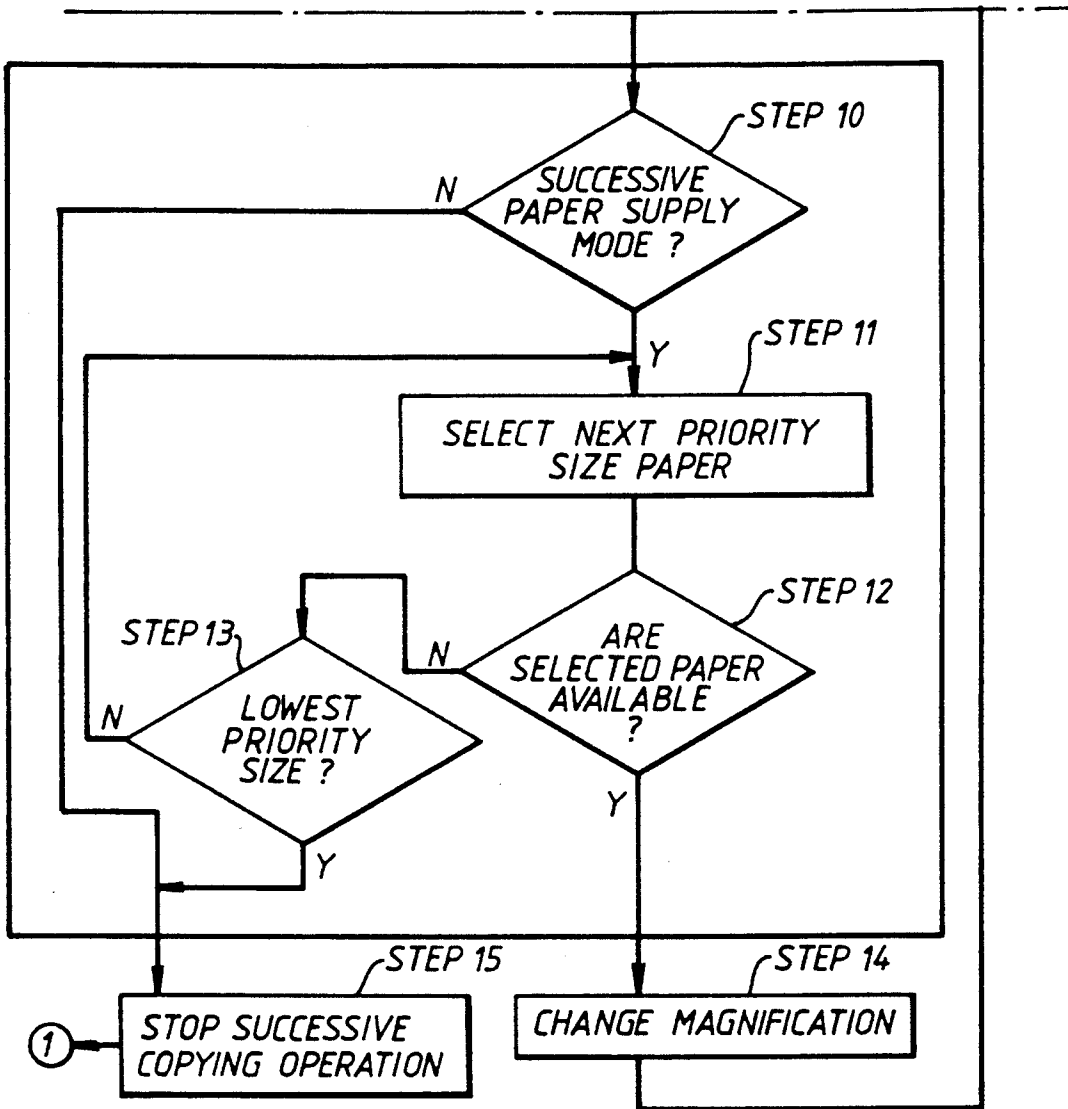 STEP 10
N
SUCCESSIVE
PAPER SUPPLY
MODE ?
Y
STEP 11
SELECT NEXT PRIORITY
SIZE PAPER
STEP 12
N
ARE
SELECTED PAPER
AVAILABLE
?
Y
STEP 13
N
LOWEST
PRIORITY
SIZE ?
Y
STEP 15
STOP SUCCESSIVE
COPYING OPERATION
1
STEP 14
CHANGE MAGNIFICATION